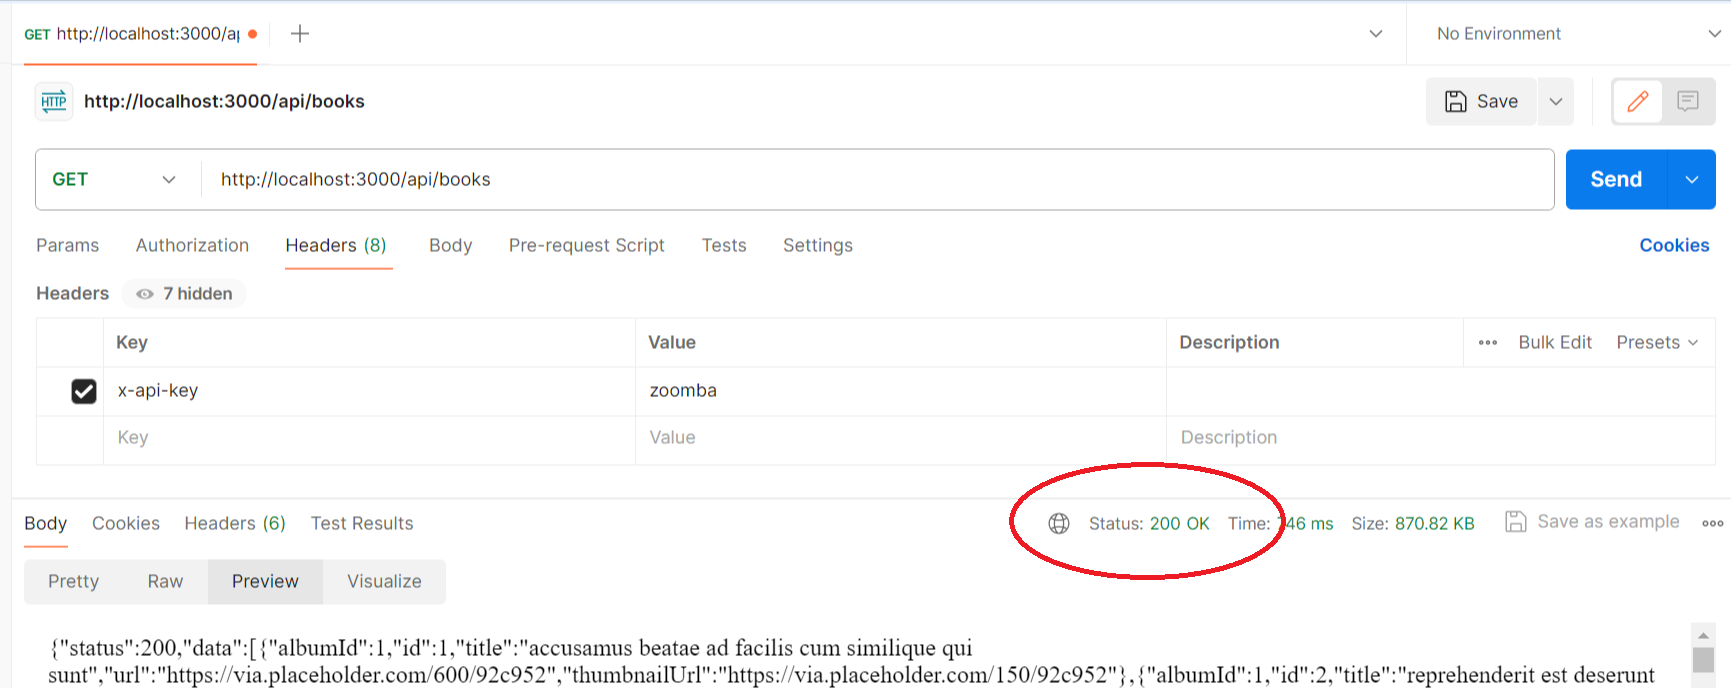 GET http://localhost:3000/a
No Environment
HTTP http://localhost:3000/api/books
Save
GET http://localhost:3000/api/books
Send
Params Authorization Headers (8) Body Pre-request Script Tests Settings Cookies
Headers 7 hidden
Key Value Description Bulk Edit Presets
x-api-key zoomba
Key Value Description
Body Cookies Headers (6) Test Results Status: 200 OK Time: 46 ms Size: 870.82 KB Save as example
Pretty Raw Preview Visualize
{"status":200,"data":[{"albumId":1,"id":1,"title":"accusamus beatae ad facilis cum similique qui
sunt","url":"https://via.placeholder.com/600/92c952","thumbnailUrl":"https://via.placeholder.com/150/92c952"},{"albumId":1,"id":2,"title":"reprehenderit est deserunt